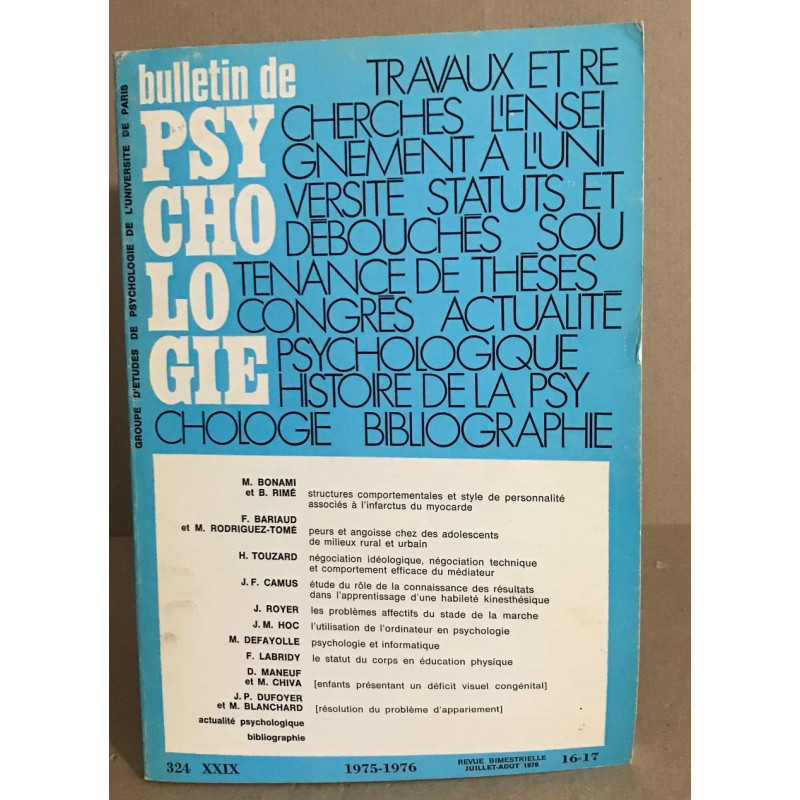 bulletin de
PSY
CHO
LO
GIE
TRAVAUX ET RE
CHERCHES L'ENSEI
GNEMENT A L'UNI
VERSITÉ STATUTS ET
DÉBOUCHÉS SOU
TENANCE DE THÈSES
CONGRÈS ACTUALITÉ
PSYCHOLOGIQUE
HISTOIRE DE LA PSY
CHOLOGIE BIBLIOGRAPHIE
GROUPE D'ETUDES DE PSYCHOLOGIE DE L'UNIVERSITE DE PARIS
M. BONAMI
et B. RIMÉ structures comportementales et style de personnalité
associés à l'infarctus du myocarde
F. BARIAUD
et M. RODRIGUEZ-TOMÉ peurs et angoisse chez des adolescents
de milieux rural et urbain
H. TOUZARD négociation idéologique, négociation technique
et comportement efficace du médiateur
J.F. CAMUS étude du rôle de la connaissance des résultats
dans l'apprentissage d'une habileté kinesthésique
J. ROYER les problèmes affectifs du stade de la marche
J.M. HOC l'utilisation de l'ordinateur en psychologie
M. DEFAYOLLE psychologie et informatique
F. LABRIDY le statut du corps en éducation physique
D. MANEUF
et M. CHIVA [enfants présentant un déficit visuel congénital]
J.P. DUFOYER
et M. BLANCHARD [résolution du problème d'appariement]
actualité psychologique
bibliographie
324 XXIX 1975-1976 REVUE BIMESTRIELLE 16-17
JUILLET-AOUT 1976